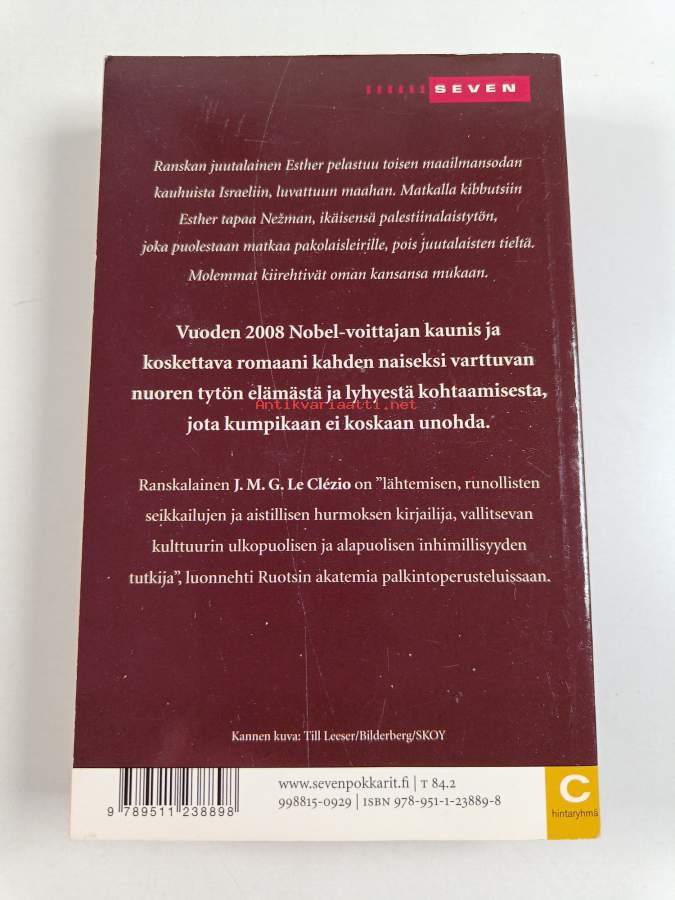 SEVEN
Ranskan juutalainen Esther pelastuu toisen maailmansodan
kauhuista Israeliin, luvattuun maahan. Matkalla kibbutsiin
Esther tapaa Nežman, ikäisensä palestiinalaistytön,
joka puolestaan matkaa pakolaisleirille, pois juutalaisten tieltä.
Molemmat kiirehtivät oman kansansa mukaan.
Vuoden 2008 Nobel-voittajan kaunis ja
koskettava romaani kahden naiseksi varttuvan
nuoren tytön elämästä ja lyhyestä kohtaamisesta,
Antikvariaatti.net
jota kumpikaan ei koskaan unohda.
Ranskalainen J. M. G. Le Clézio on ”lähtemisen, runollisten
seikkailujen ja aistillisen hurmoksen kirjailija, vallitsevan
kulttuurin ulkopuolisen ja alapuolisen inhimillisyyden
tutkija”, luonnehti Ruotsin akatemia palkintoperusteluissaan.
Kannen kuva: Till Leeser/Bilderberg/SKOY
www.sevenpokkarit.fi | T 84.2
998815-0929 | ISBN 978-951-1-23889-8
9 789511 238898
C
hintaryhmä